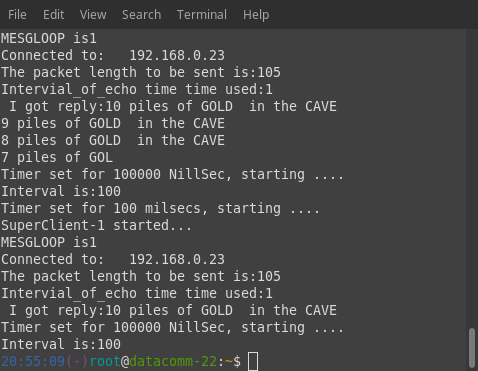 File Edit View Search Terminal Help
MESGLOOP is1
Connected to:   192.168.0.23
The packet length to be sent is:105
Intervial_of_echo time time used:1
 I got reply:10 piles of GOLD  in the CAVE
9 piles of GOLD  in the CAVE
8 piles of GOLD  in the CAVE
7 piles of GOL
Timer set for 100000 NillSec, starting ....
Interval is:100
Timer set for 100 milsecs, starting ....
SuperClient-1 started...
MESGLOOP is1
Connected to:   192.168.0.23
The packet length to be sent is:105
Intervial_of_echo time time used:1
 I got reply:10 piles of GOLD  in the CAVE
Timer set for 100000 NillSec, starting ....
Interval is:100
20:55:09(-)root@datacomm-22:~$